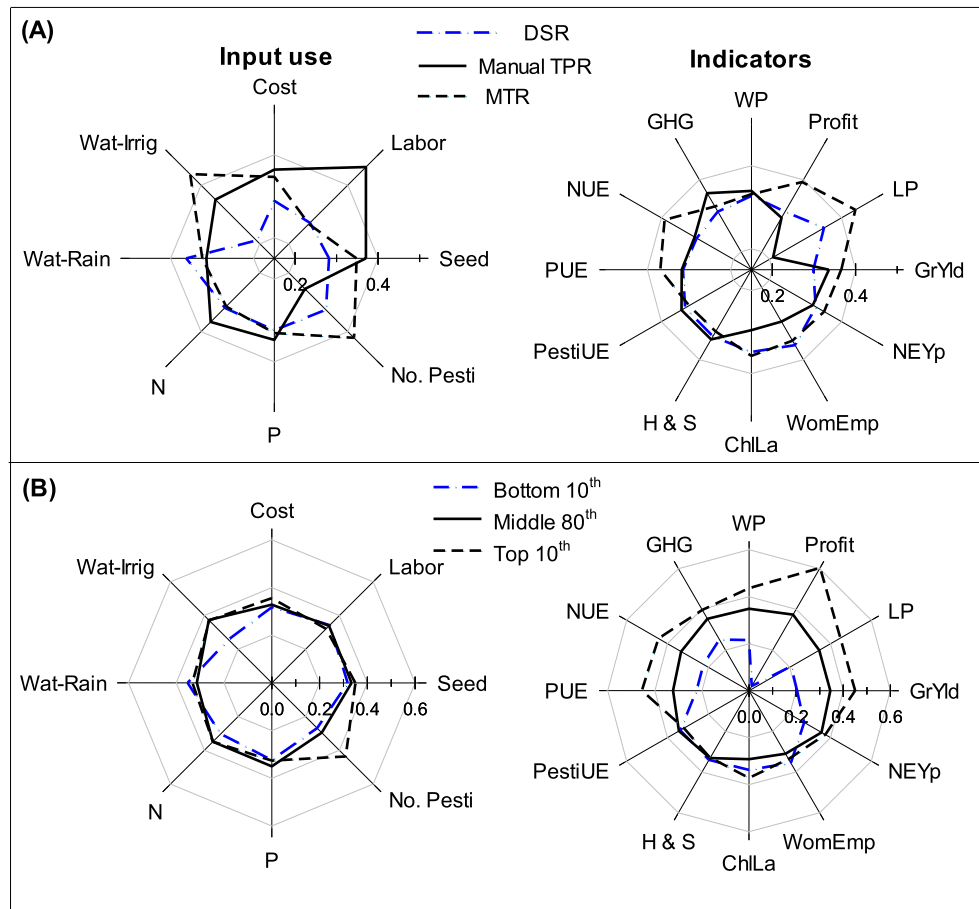 (A)
DSR
Manual TPR
MTR
Input use
Cost
Labor
Seed
No. Pesti
P
N
Wat-Rain
Wat-Irrig
0.2
0.4
Indicators
WP
Profit
LP
GrYld
NEYp
WomEmp
ChlLa
H & S
PestiUE
PUE
NUE
GHG
0.2
0.4
(B)
Bottom 10th
Middle 80th
Top 10th
Cost
Labor
Seed
No. Pesti
P
N
Wat-Rain
Wat-Irrig
0.0 0.2 0.4 0.6
WP
Profit
LP
GrYld
NEYp
WomEmp
ChlLa
H & S
PestiUE
PUE
NUE
GHG
0.0 0.2 0.4 0.6